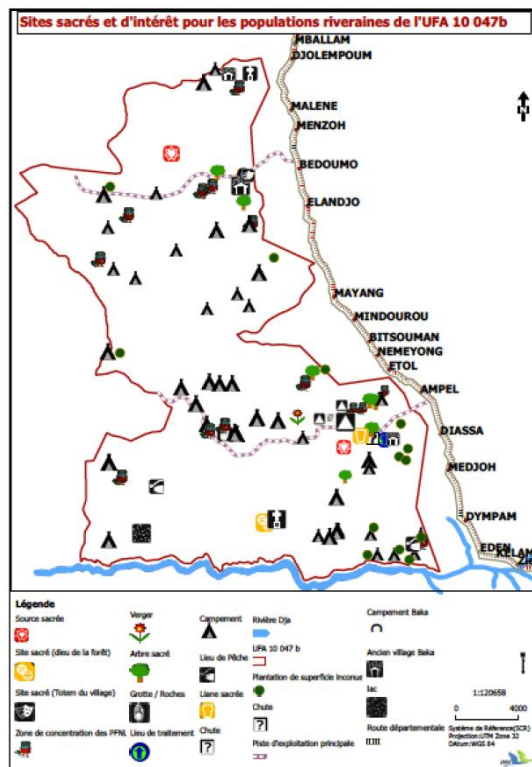 Sites sacrés et d'intérêt pour les populations riveraines de l'UFA 10 047b
MBALLAM
DJOLEMPOUM
N
MALENE
MENZOH
BEDOUMO
ELANDJO
MAYANG
MINDOUROU
BITSOUMAN
NEMEYONG
ETOL
AMPEL
DIASSA
MEDJOH
DYMPAM
EDEN
Légende
Source sacrée
Site sacré (dieu de la forêt)
Site sacré (Totem du village)
Zone de concentration des PFNL
Verger
Arbre sacré
Grotte / Roches
Lieu de traitement
Campement
Lieu de Pêche
Liane sacrée
Chute
?
Rivière Dja
UFA 10 047 b
Plantation de superficie inconue
Chute
?
Piste d'exploitation principale
Campement Baka
Ancien village Baka
lac
Route départementale
1:120658
0 4000
Système de Réference(SCR)
Projection:UTM Zone 32
DAtum:WGS 84